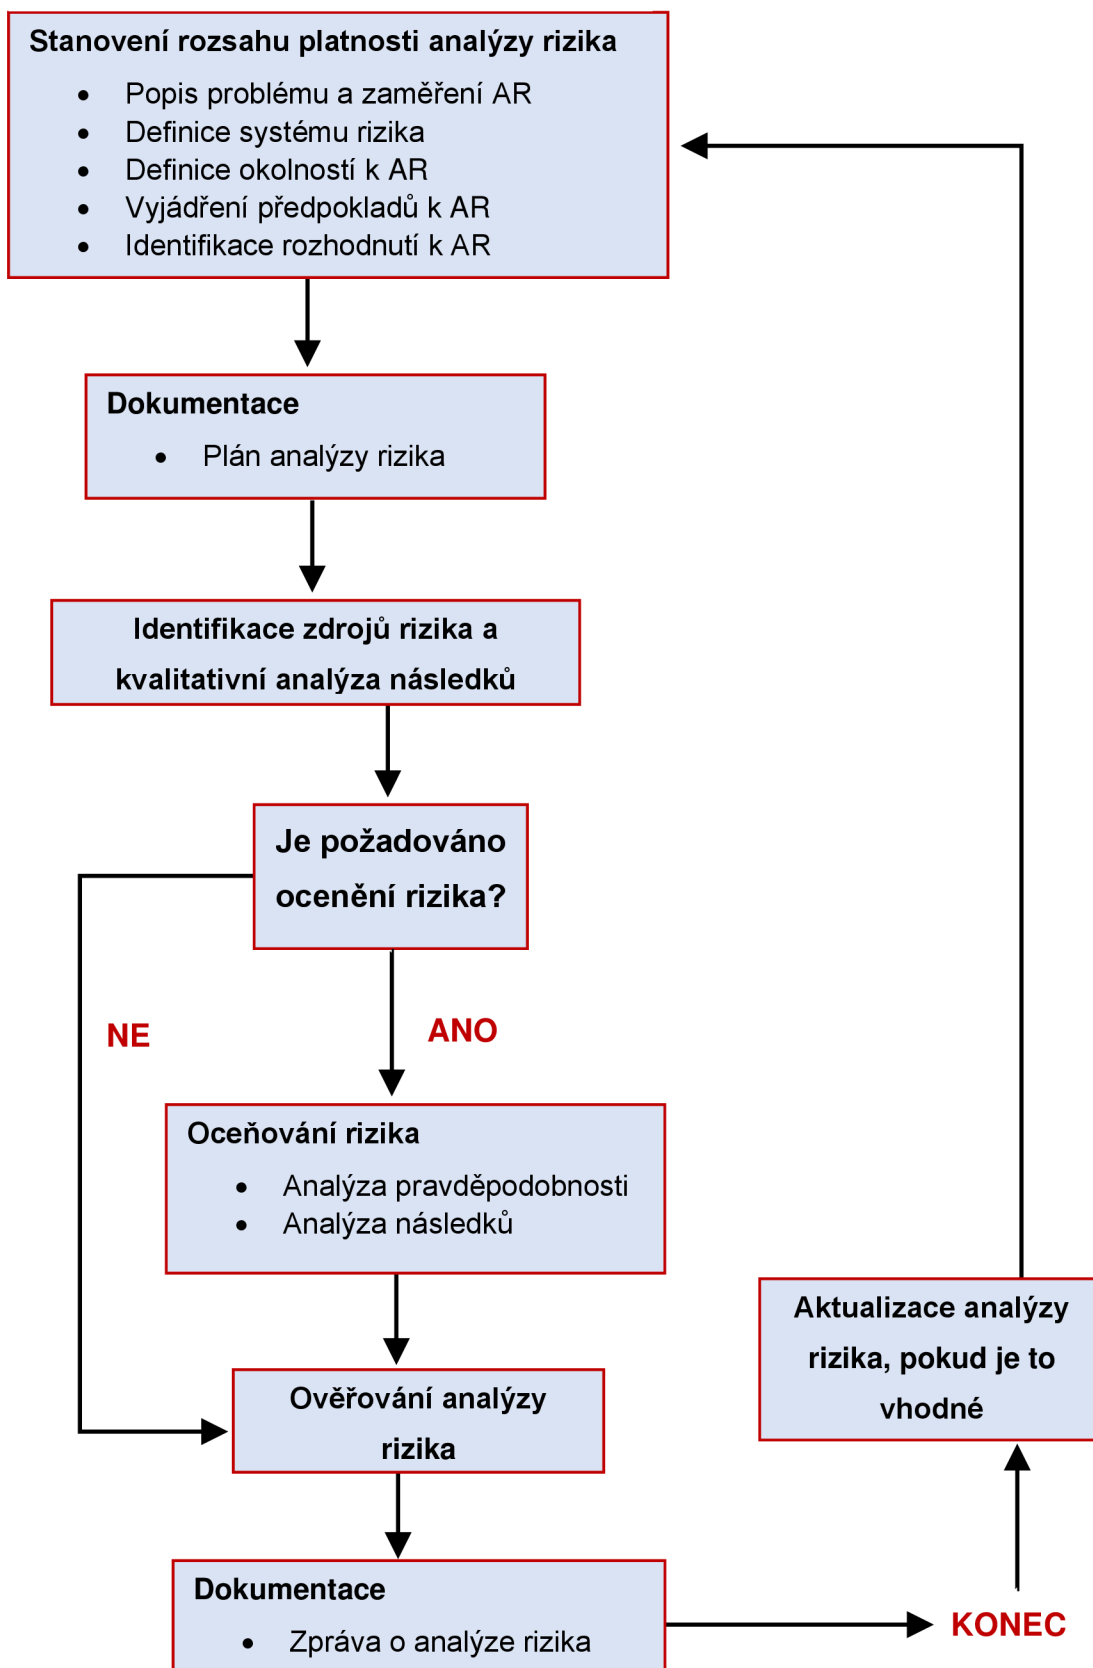 Stanovení rozsahu platnosti analýzy rizika
• Popis problému a zaměření AR
• Definice systému rizika
• Definice okolností k AR
• Vyjádření předpokladů k AR
• Identifikace rozhodnutí k AR
Dokumentace
• Plán analýzy rizika
Identifikace zdrojů rizika a
kvalitativní analýza následků
Je požadováno
ocenění rizika?
NE
ANO
Oceňování rizika
• Analýza pravděpodobnosti
• Analýza následků
Ověřování analýzy
rizika
Dokumentace
• Zpráva o analýze rizika
KONEC
Aktualizace analýzy
rizika, pokud je to
vhodné